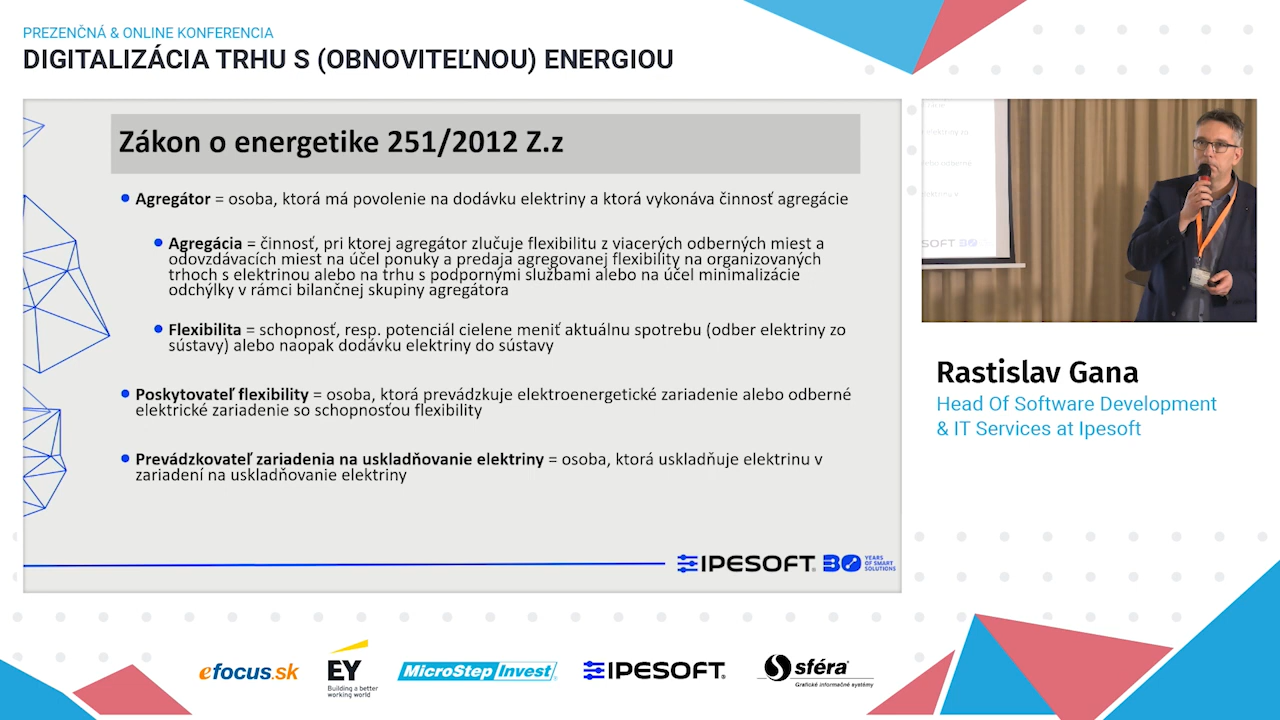 PREZENČNÁ & ONLINE KONFERENCIA
DIGITALIZÁCIA TRHU S (OBNOVITEĽNOU) ENERGIOU
Zákon o energetike 251/2012 Z.z
Agregátor = osoba, ktorá má povolenie na dodávku elektriny a ktorá vykonáva činnosť agregácie
Agregácia = činnosť, pri ktorej agregátor zlučuje flexibilitu z viacerých odberných miest a
odovzdávacích miest na účel ponuky a predaja agregovanej flexibility na organizovaných
trhoch s elektrinou alebo na trhu s podpornými službami alebo na účel minimalizácie
odchýlky v rámci bilančnej skupiny agregátora
Flexibilita = schopnosť, resp. potenciál cielene meniť aktuálnu spotrebu (odber elektriny zo
sústavy) alebo naopak dodávku elektriny do sústavy
Poskytovateľ flexibility = osoba, ktorá prevádzkuje elektroenergetické zariadenie alebo odberné
elektrické zariadenie so schopnosťou flexibility
Prevádzkovateľ zariadenia na uskladňovanie elektriny = osoba, ktorá uskladňuje elektrinu v
zariadení na uskladňovanie elektriny
IPESOFT 30 YEARS
OF SMART
SOLUTIONS
SOFT 30
Rastislav Gana
Head Of Software Development
& IT Services at Ipesoft
efocus.sk
EY
Building a better
working world
MicroStep Invest
IPESOFT
sféra
Grafické informačné systémy